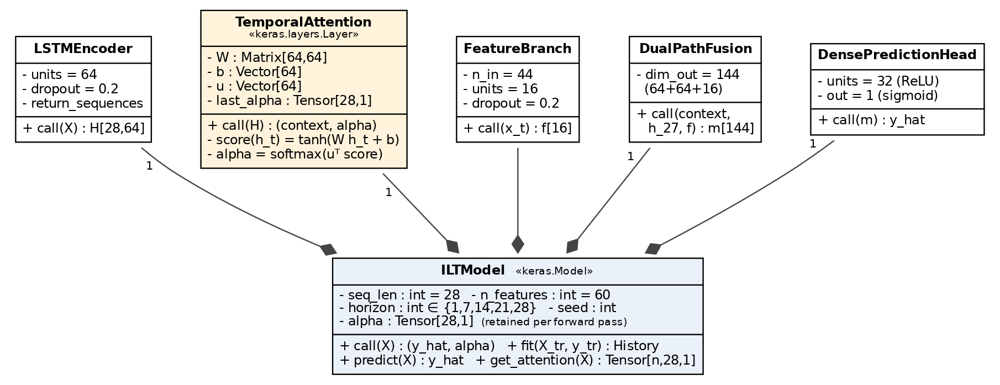 LSTMEncoder
- units = 64
- dropout = 0.2
- return_sequences
+ call(X) : H[28,64]
TemporalAttention
«keras.layers.Layer»
- W : Matrix[64,64]
- b : Vector[64]
- u : Vector[64]
- last_alpha : Tensor[28,1]
+ call(H) : (context, alpha)
- score(h_t) = tanh(W h_t + b)
- alpha = softmax(uᵀ score)
FeatureBranch
- n_in = 44
- units = 16
- dropout = 0.2
+ call(x_t) : f[16]
DualPathFusion
- dim_out = 144
(64+64+16)
+ call(context,
h_27, f) : m[144]
DensePredictionHead
- units = 32 (ReLU)
- out = 1 (sigmoid)
+ call(m) : y_hat
1
1
1
1
ILTModel «keras.Model»
- seq_len : int = 28 - n_features : int = 60
- horizon : int ∈ {1,7,14,21,28} - seed : int
- alpha : Tensor[28,1] (retained per forward pass)
+ call(X) : (y_hat, alpha) + fit(X_tr, y_tr) : History
+ predict(X) : y_hat + get_attention(X) : Tensor[n,28,1]